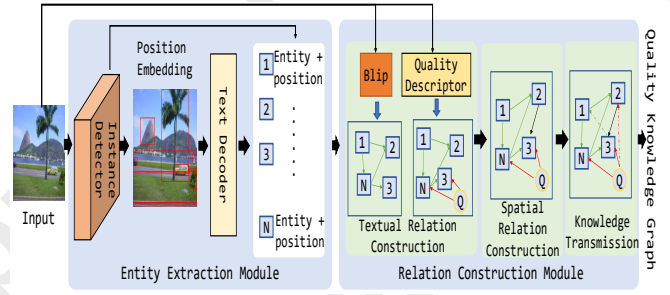 Position
Embedding
Instance
Detector
Text Decoder
1 Entity +
position
2
3
N Entity +
position
Input
Entity Extraction Module
Blip
Quality
Descriptor
1
2
N
3
1
2
3
N
Q
Textual Relation
Construction Construction
1
2
3
N
Q
Spatial
Relation
Construction
1
2
3
N
Q
Knowledge
Transmission
Relation Construction Module
Quality Knowledge Graph